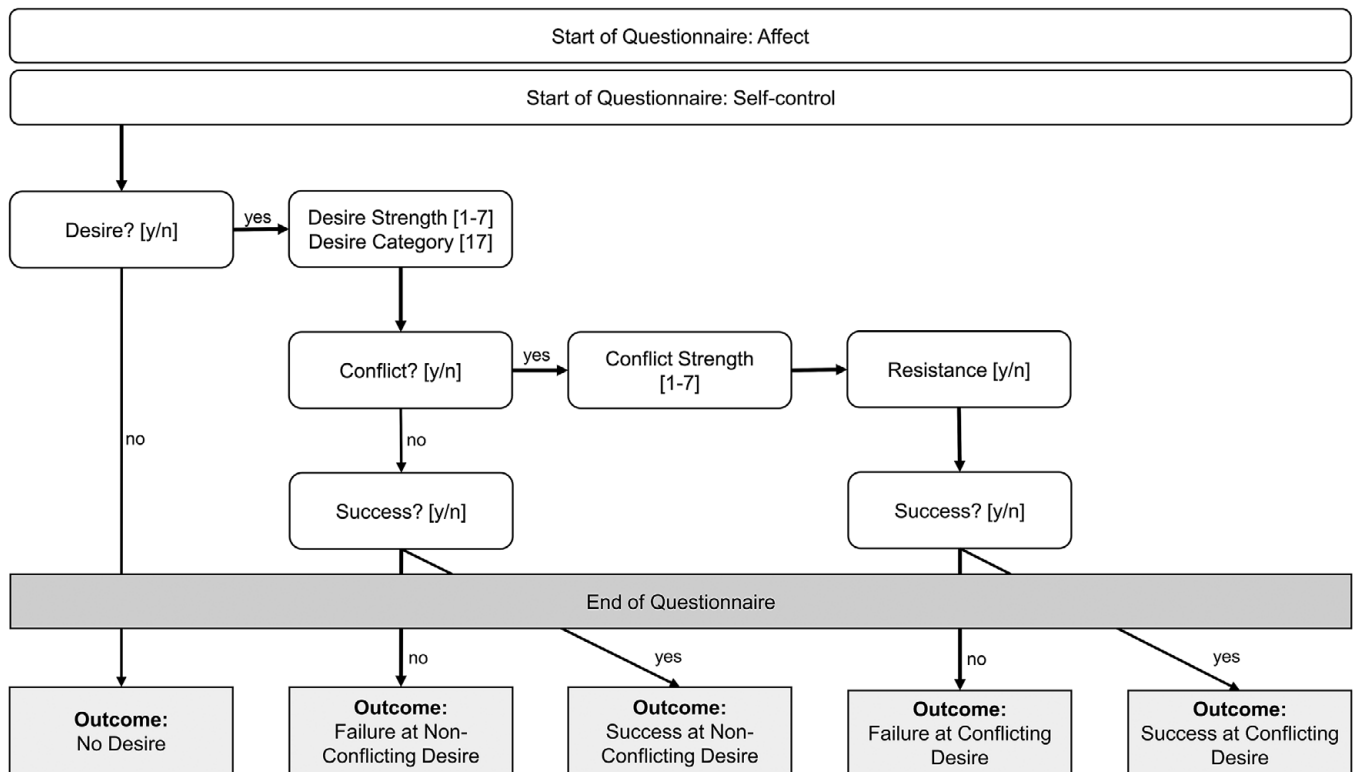 Start of Questionnaire: Affect
Start of Questionnaire: Self-control
Desire? [y/n]
yes
Desire Strength [1-7]
Desire Category [17]
Conflict? [y/n]
yes
Conflict Strength
[1-7]
Resistance [y/n]
no
no
Success? [y/n]
Success? [y/n]
End of Questionnaire
no
yes
no
yes
Outcome:
No Desire
Outcome:
Failure at Non-
Conflicting Desire
Outcome:
Success at Non-
Conflicting Desire
Outcome:
Failure at Conflicting
Desire
Outcome:
Success at Conflicting
Desire